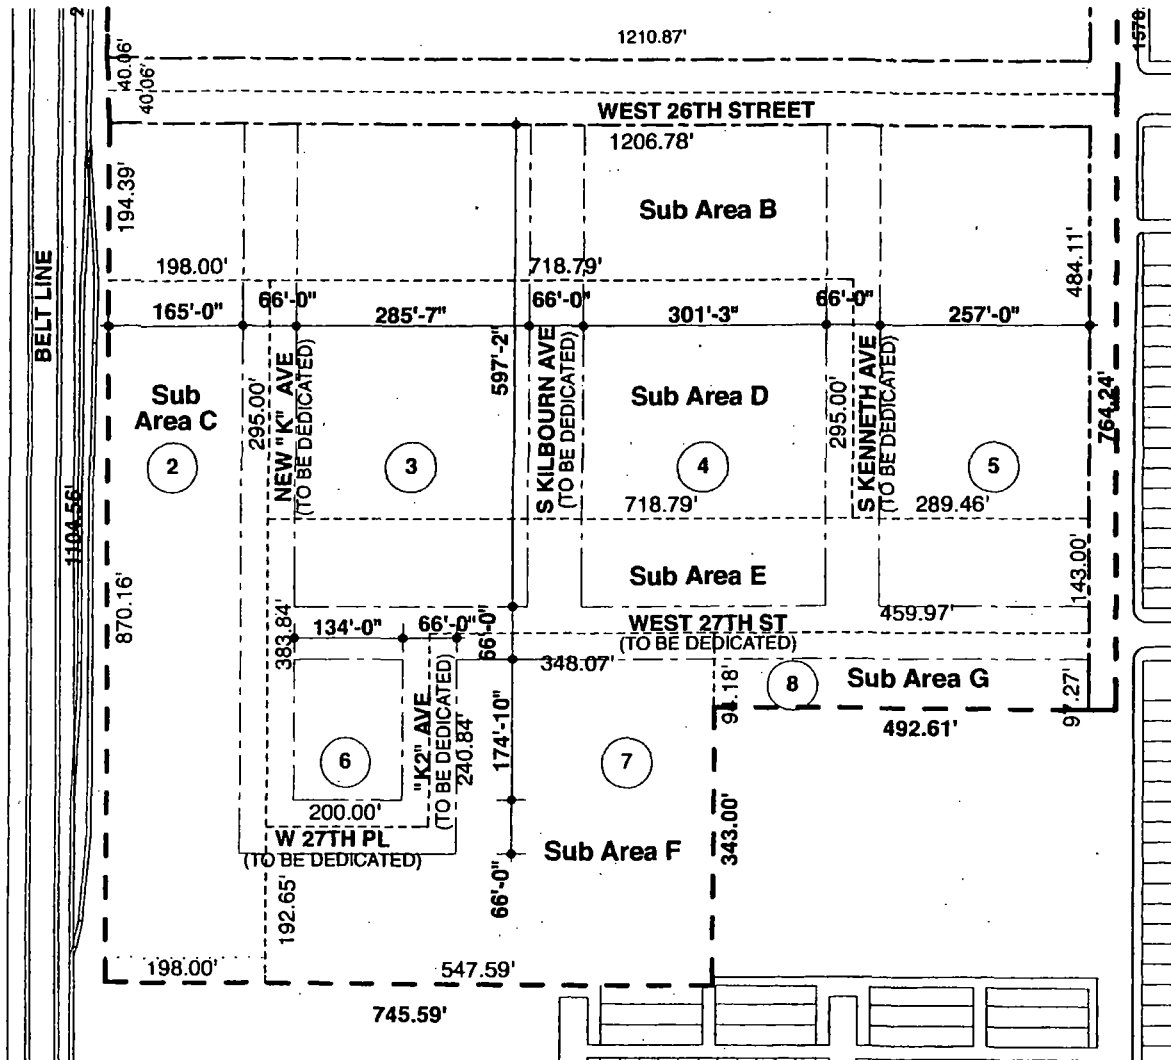 2
1210.87'
1578.
40.06'
40.06'
WEST 26TH STREET
1206.78'
194.39'
Sub Area B
484.11'
BELT LINE
198.00'
718.79'
165'-0"
66'-0"
285'-7"
66'-0"
301'-3"
66'-0"
257'-0"
597'-2"
Sub
Area C
295.00'
NEW "K" AVE
(TO BE DEDICATED)
S KILBOURN AVE
(TO BE DEDICATED)
Sub Area D
295.00'
S KENNETH AVE
(TO BE DEDICATED)
764.24'
2
3
4
5
718.79'
289.46'
1104.56'
870.16'
Sub Area E
143.00'
459.97'
383.84'
134'-0"
66'-0"
66'-0"
WEST 27TH ST
(TO BE DEDICATED)
348.07'
94.18'
8
Sub Area G
97.27'
492.61'
"K2" AVE
(TO BE DEDICATED)
240.84'
174'-10"
6
7
200.00'
W 27TH PL
(TO BE DEDICATED)
Sub Area F
343.00'
66'-0"
192.65'
198.00'
547.59'
745.59'